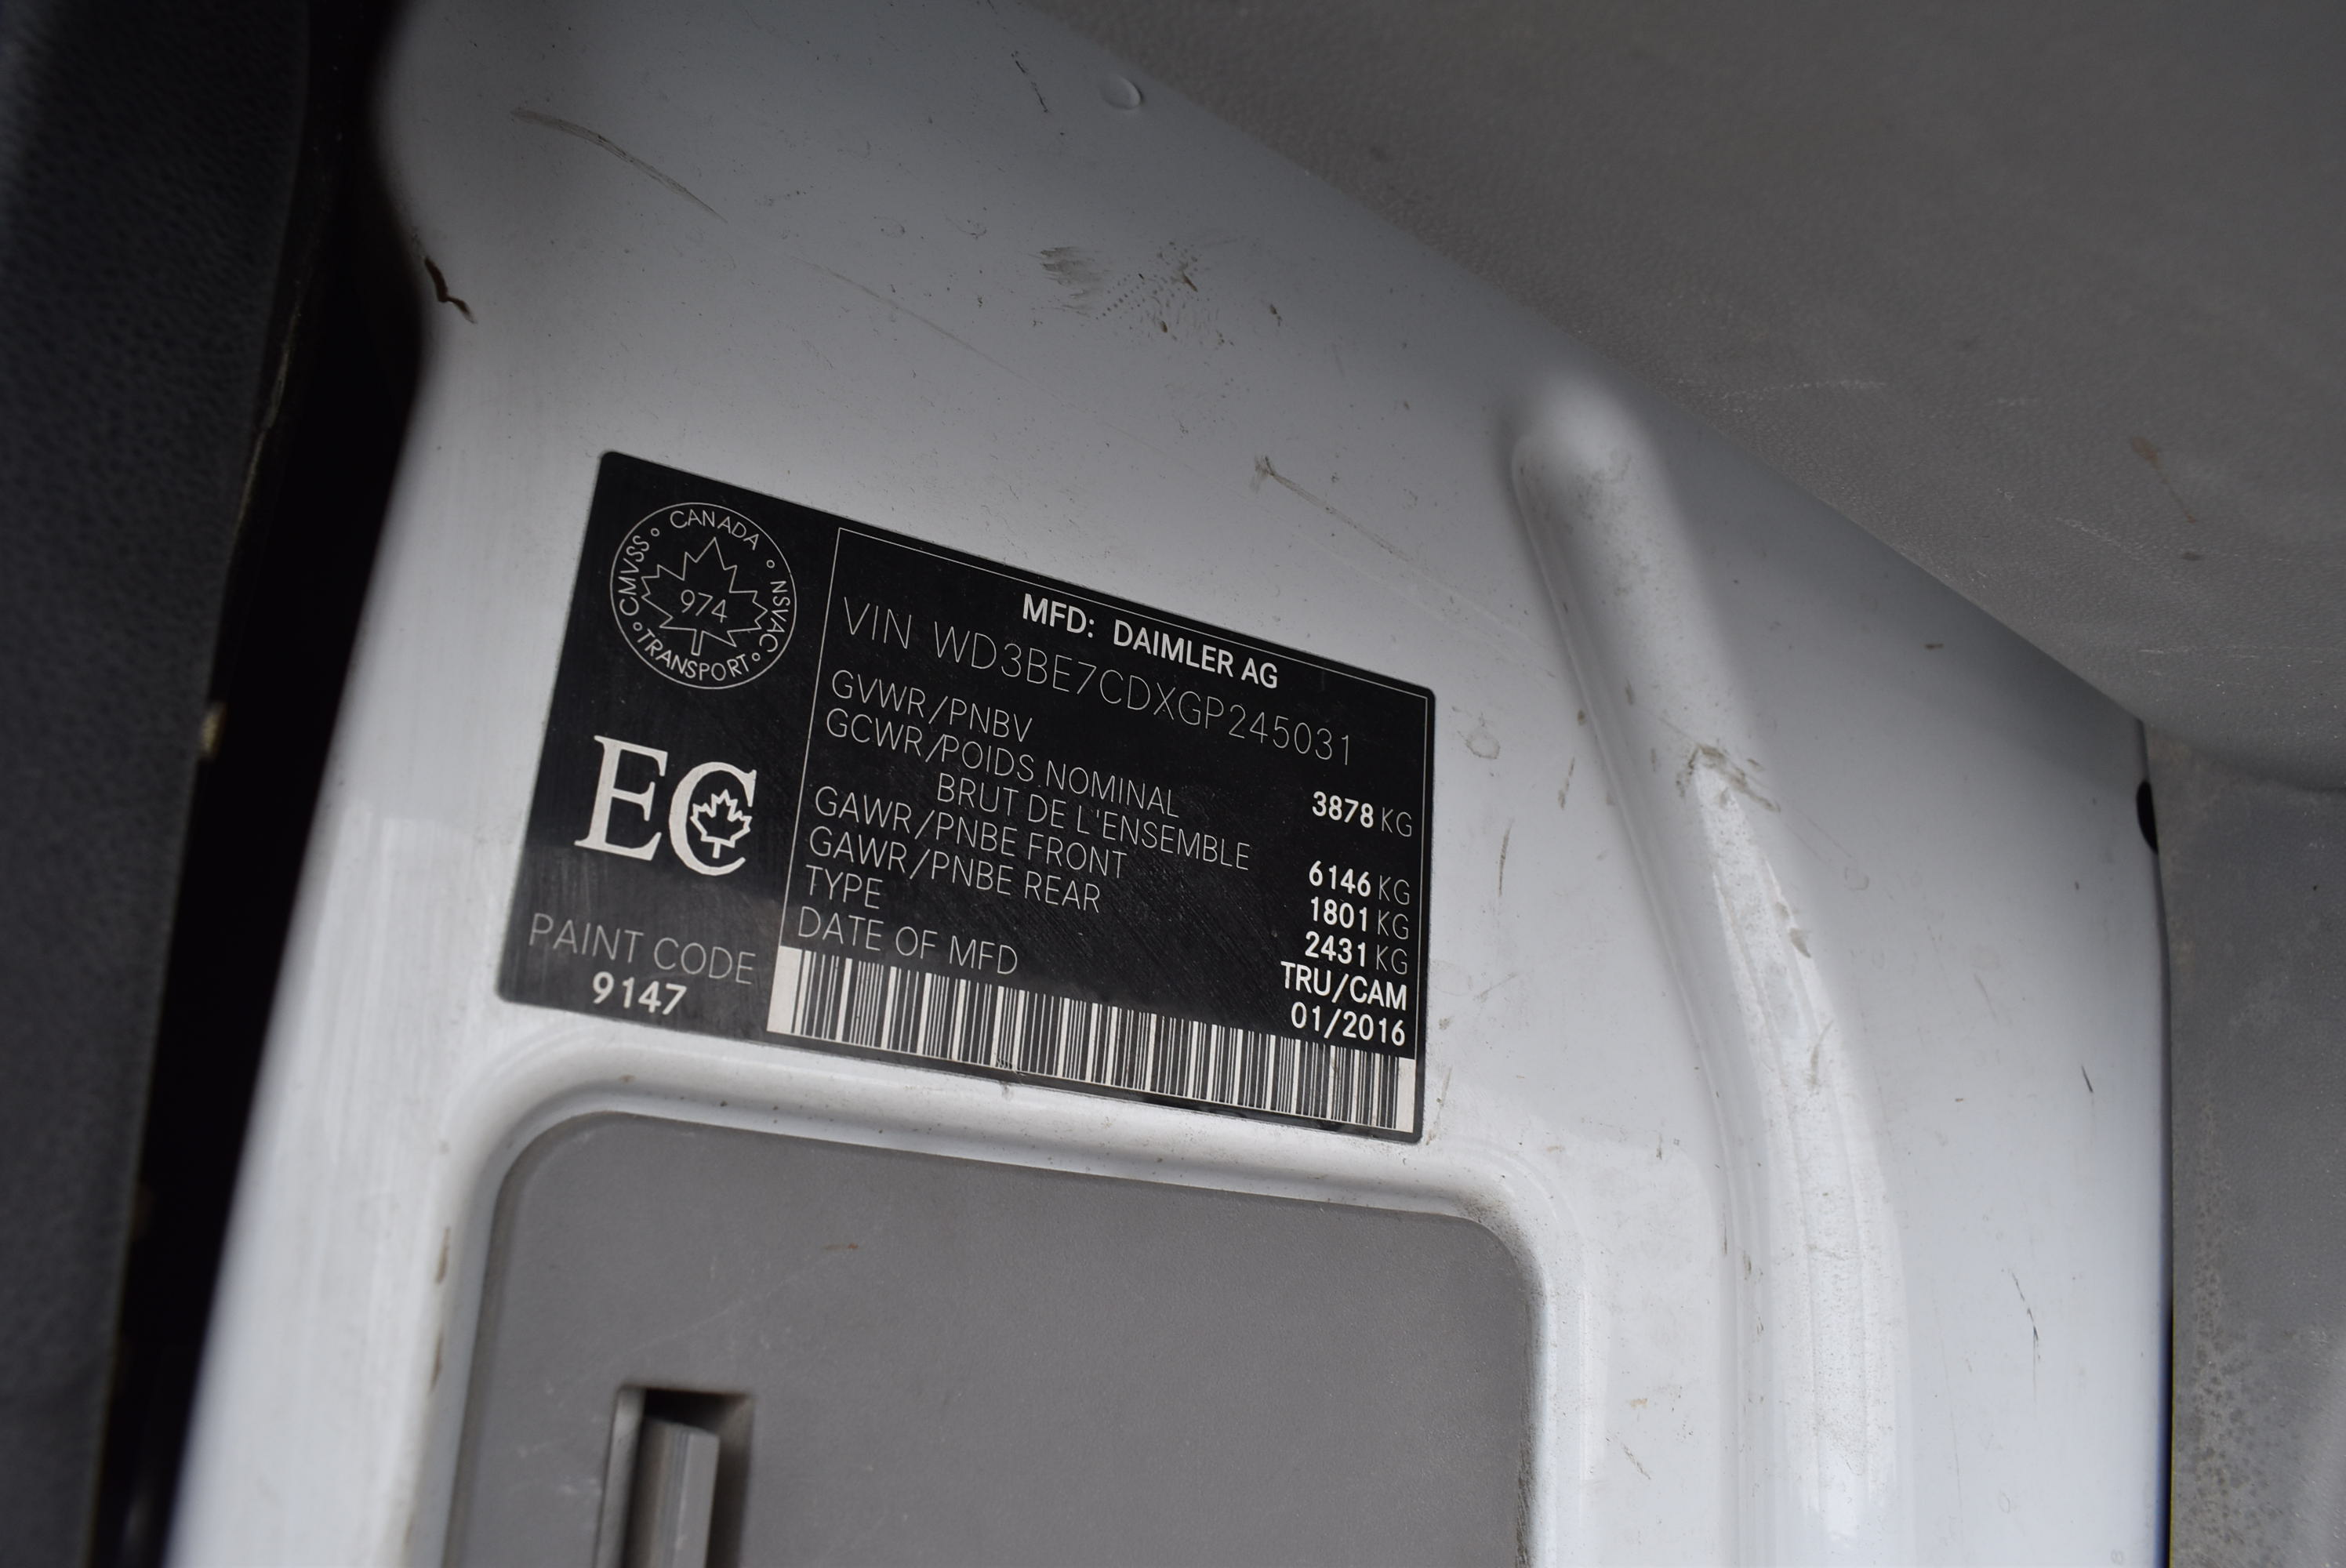 CANADA
CMVSS
NSVAC
974
TRANSPORT
EC
PAINT CODE
9147
MFD: DAIMLER AG
VIN WD3BE7CDXGP245031
GVWR/PNBV 3878 KG
GCWR/POIDS NOMINAL
BRUT DE L'ENSEMBLE 6146 KG
GAWR/PNBE FRONT 1801 KG
GAWR/PNBE REAR 2431 KG
TYPE TRU/CAM
DATE OF MFD 01/2016